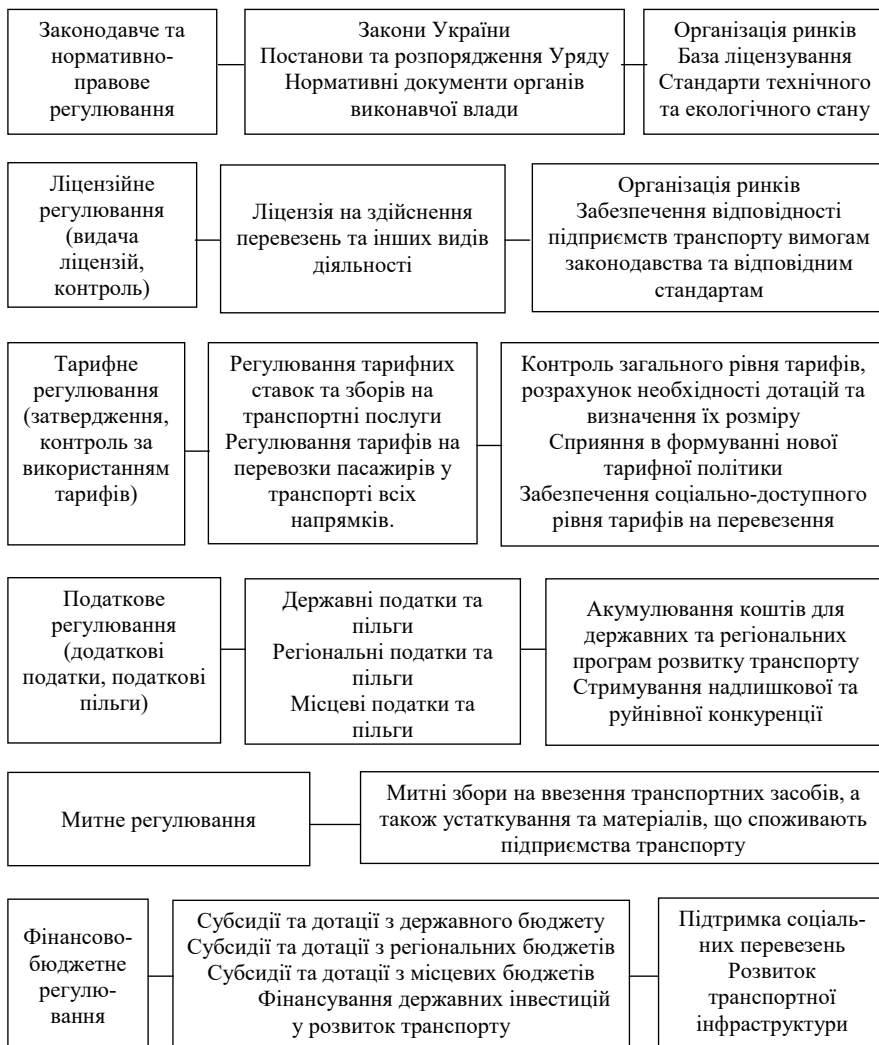 Законодавче та
нормативно-
правове
регулювання
Закони України
Постанови та розпорядження Уряду
Нормативні документи органів
виконавчої влади
Організація ринків
База ліцензування
Стандарти технічного
та екологічного стану
Ліцензійне
регулювання
(видача
ліцензій,
контроль)
Ліцензія на здійснення
перевезень та інших видів
діяльності
Організація ринків
Забезпечення відповідності
підприємств транспорту вимогам
законодавства та відповідним
стандартам
Тарифне
регулювання
(затвердження,
контроль за
використанням
тарифів)
Регулювання тарифних
ставок та зборів на
транспортні послуги
Регулювання тарифів на
перевозки пасажирів у
транспорті всіх
напрямків.
Контроль загального рівня тарифів,
розрахунок необхідності дотацій та
визначення їх розміру
Сприяння в формуванні нової
тарифної політики
Забезпечення соціально-доступного
рівня тарифів на перевезення
Податкове
регулювання
(додаткові
податки, податкові
пільги)
Державні податки та
пільги
Регіональні податки та
пільги
Місцеві податки та
пільги
Акумулювання коштів для
державних та регіональних
програм розвитку транспорту
Стримування надлишкової та
руйнівної конкуренції
Митне регулювання
Митні збори на ввезення транспортних засобів, а
також устаткування та матеріалів, що споживають
підприємства транспорту
Фінансово-
бюджетне
регулю-
вання
Субсидії та дотації з державного бюджету
Субсидії та дотації з регіональних бюджетів
Субсидії та дотації з місцевих бюджетів
Фінансування державних інвестицій
у розвиток транспорту
Підтримка соціаль-
них перевезень
Розвиток
транспортної
інфраструктури